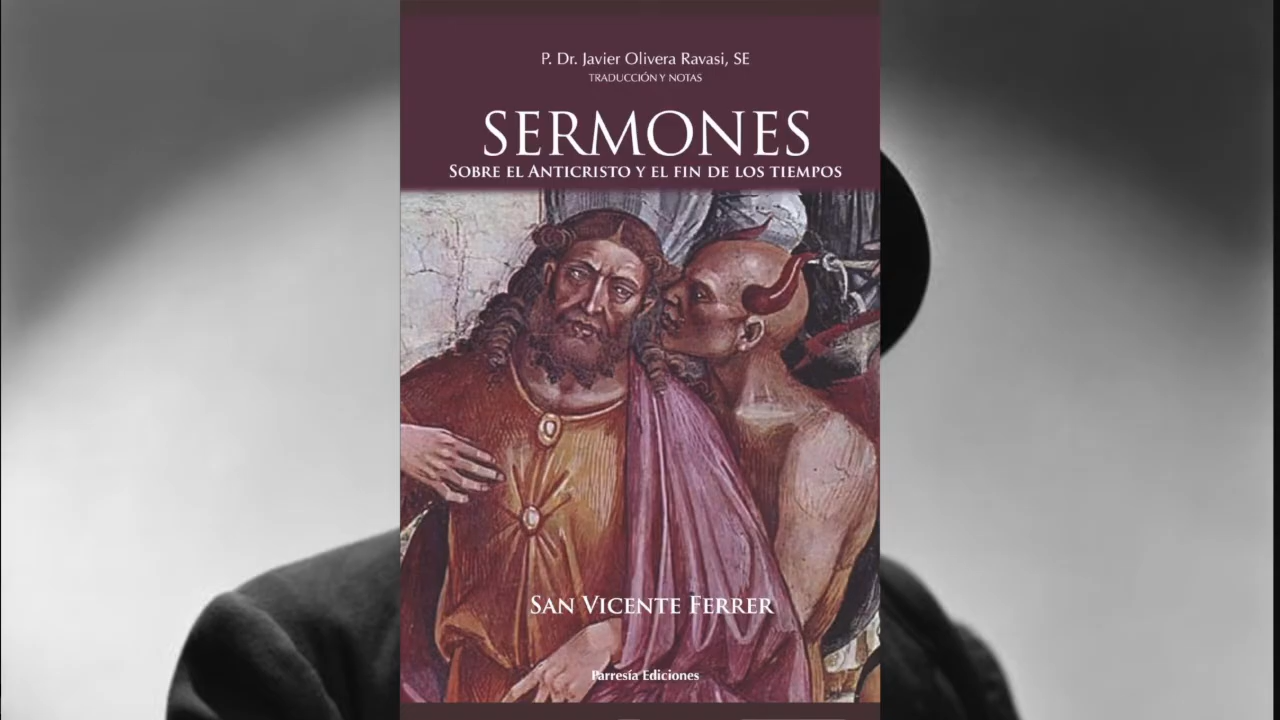 P. Dr. Javier Olivera Ravasi, SE
TRADUCCIÓN Y NOTAS
SERMONES
SOBRE EL ANTICRISTO Y EL FIN DE LOS TIEMPOS
SAN VICENTE FERRER
Parresía Ediciones